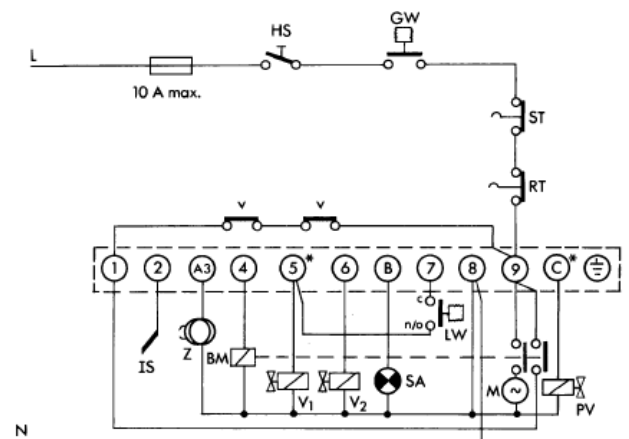 HS
GW
L
10 A max.
ST
RT
v v
1 2 A3 4 5* 6 B 7 8 9 C*
c
n/o
LW
IS
Z
BM
V1
V2
SA
M
~
PV
N